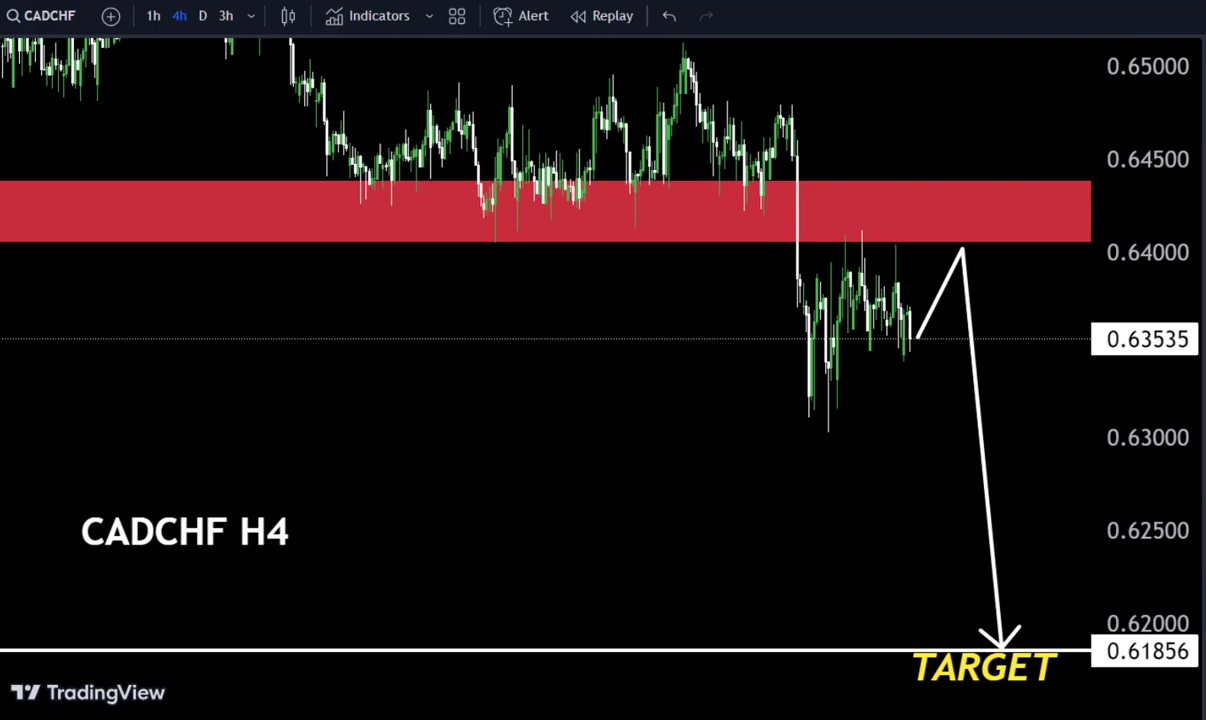 CADCHF 1h 4h D 3h Indicators Alert Replay
0.65000
0.64500
0.64000
0.63535
0.63000
CADCHF H4
0.62500
0.62000
0.61856
TARGET
TradingView